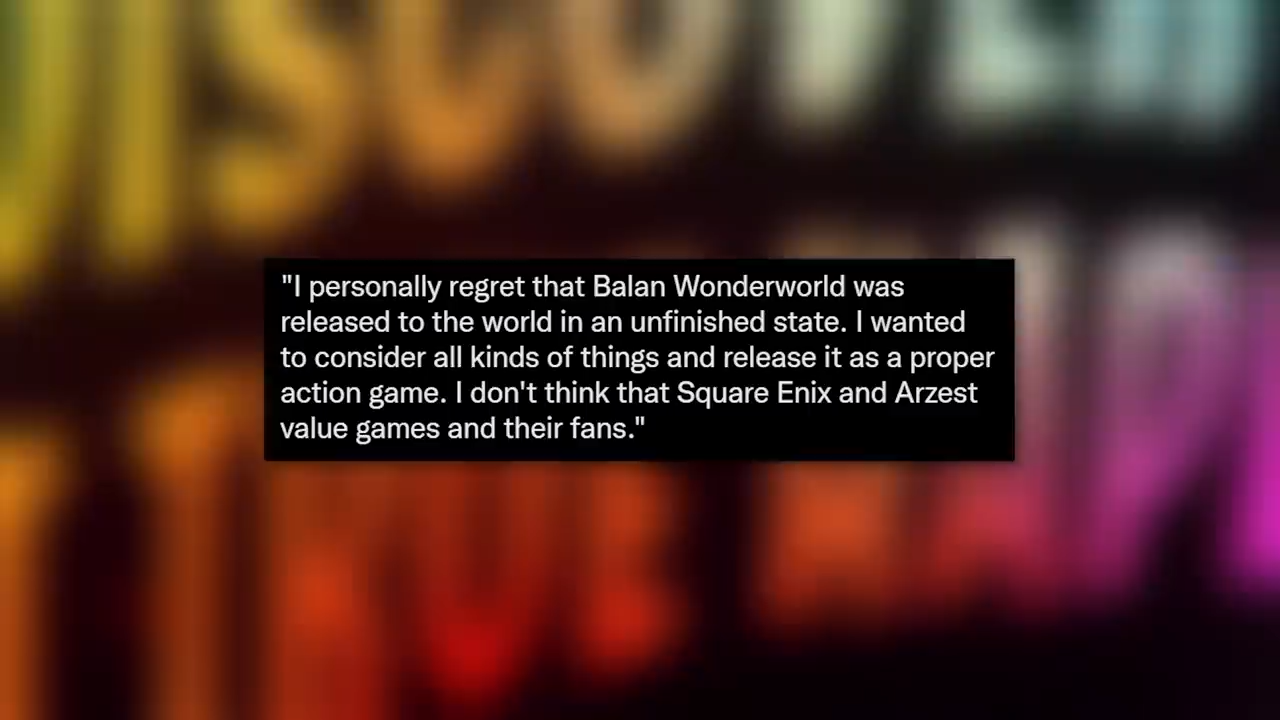 "I personally regret that Balan Wonderworld was
released to the world in an unfinished state. I wanted
to consider all kinds of things and release it as a proper
action game. I don't think that Square Enix and Arzest
value games and their fans."